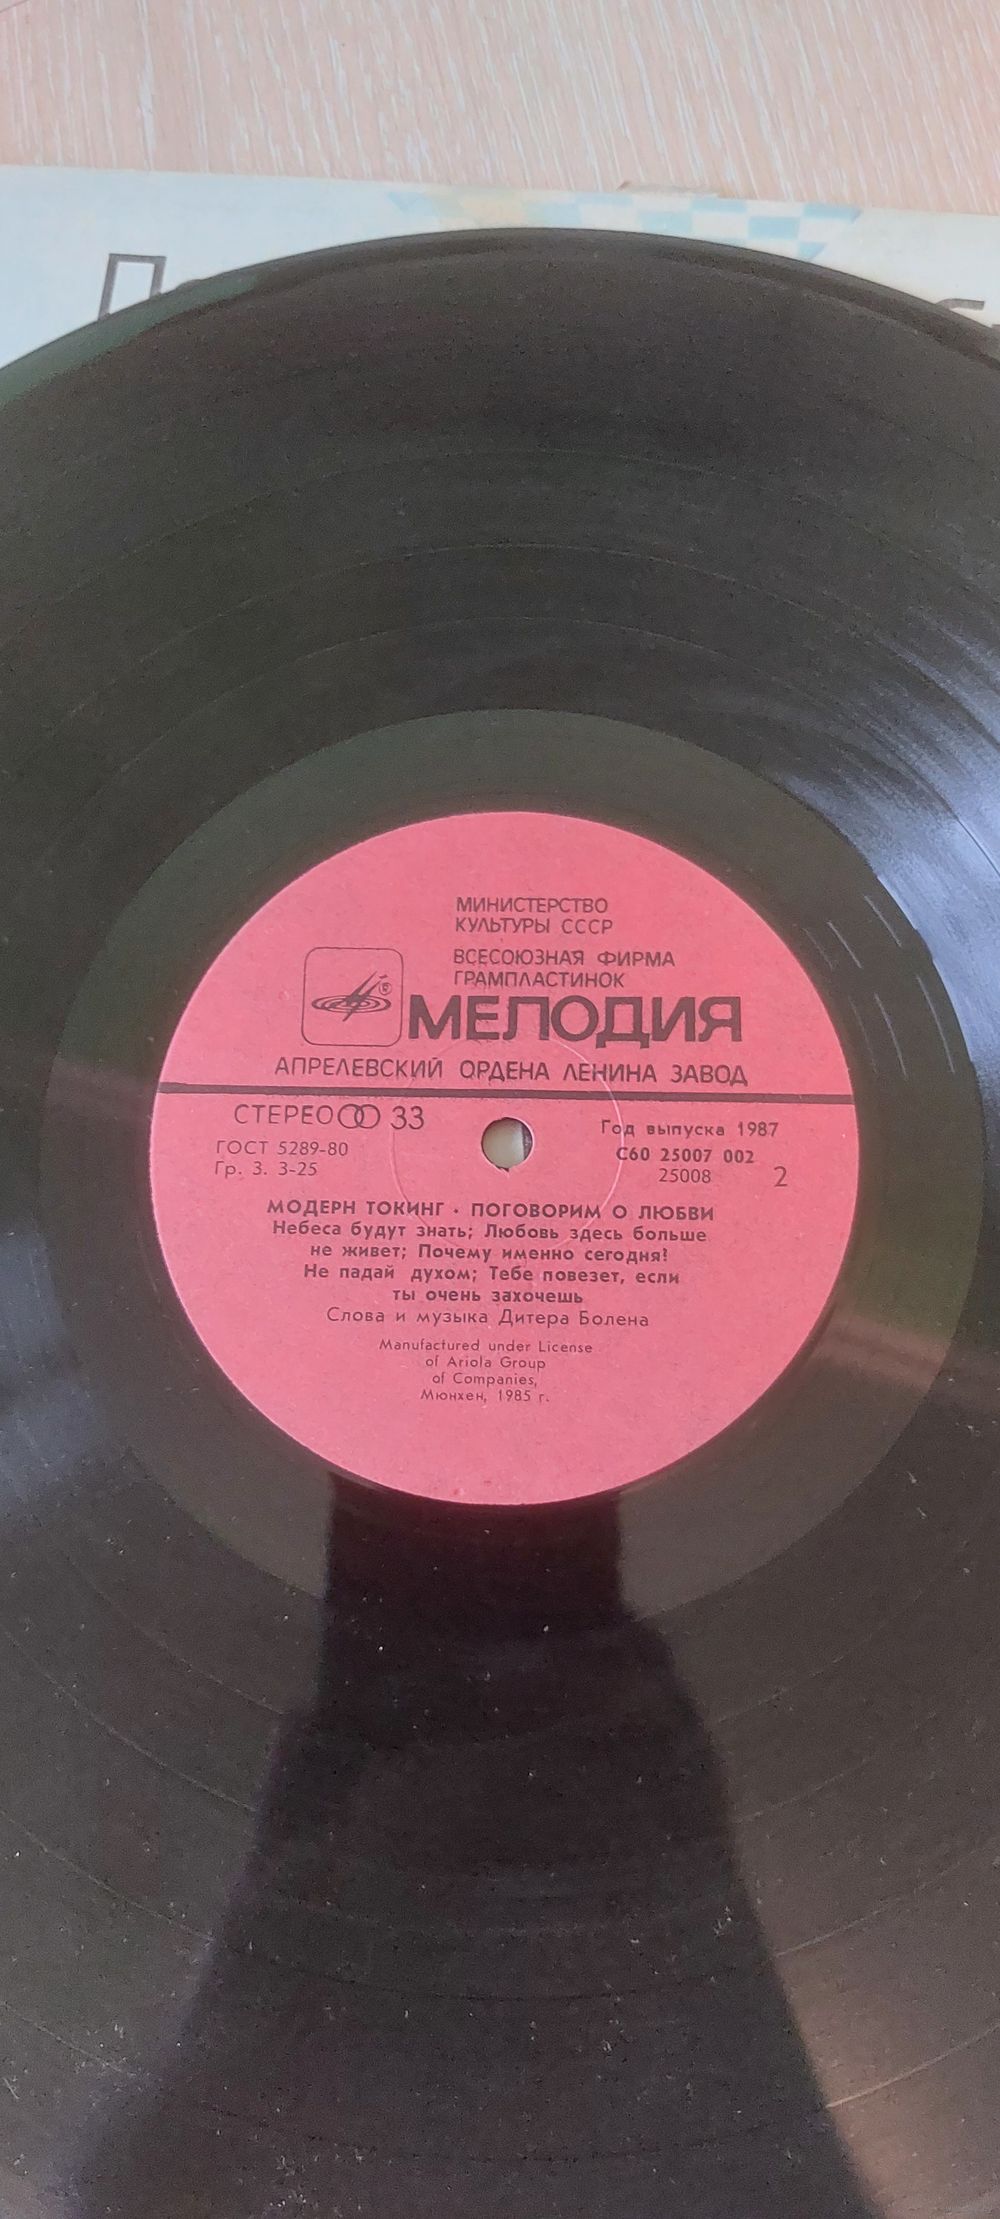 МИНИСТЕРСТВО
КУЛЬТУРЫ СССР
ВСЕСОЮЗНАЯ ФИРМА
ГРАМПЛАСТИНОК
МЕЛОДИЯ
АПРЕЛЕВСКИЙ ОРДЕНА ЛЕНИНА ЗАВОД
СТЕРЕО 33
ГОСТ 5289-80
Гр. 3. 3-25
Год выпуска 1987
С60 25007 002
25008
2
МОДЕРН ТОКИНГ · ПОГОВОРИМ О ЛЮБВИ
Небеса будут знать; Любовь здесь больше
не живет; Почему именно сегодня?
Не падай духом; Тебе повезет, если
ты очень захочешь
Слова и музыка Дитера Болена
Manufactured under License
of Ariola Group
of Companies,
Мюнхен, 1985 г.